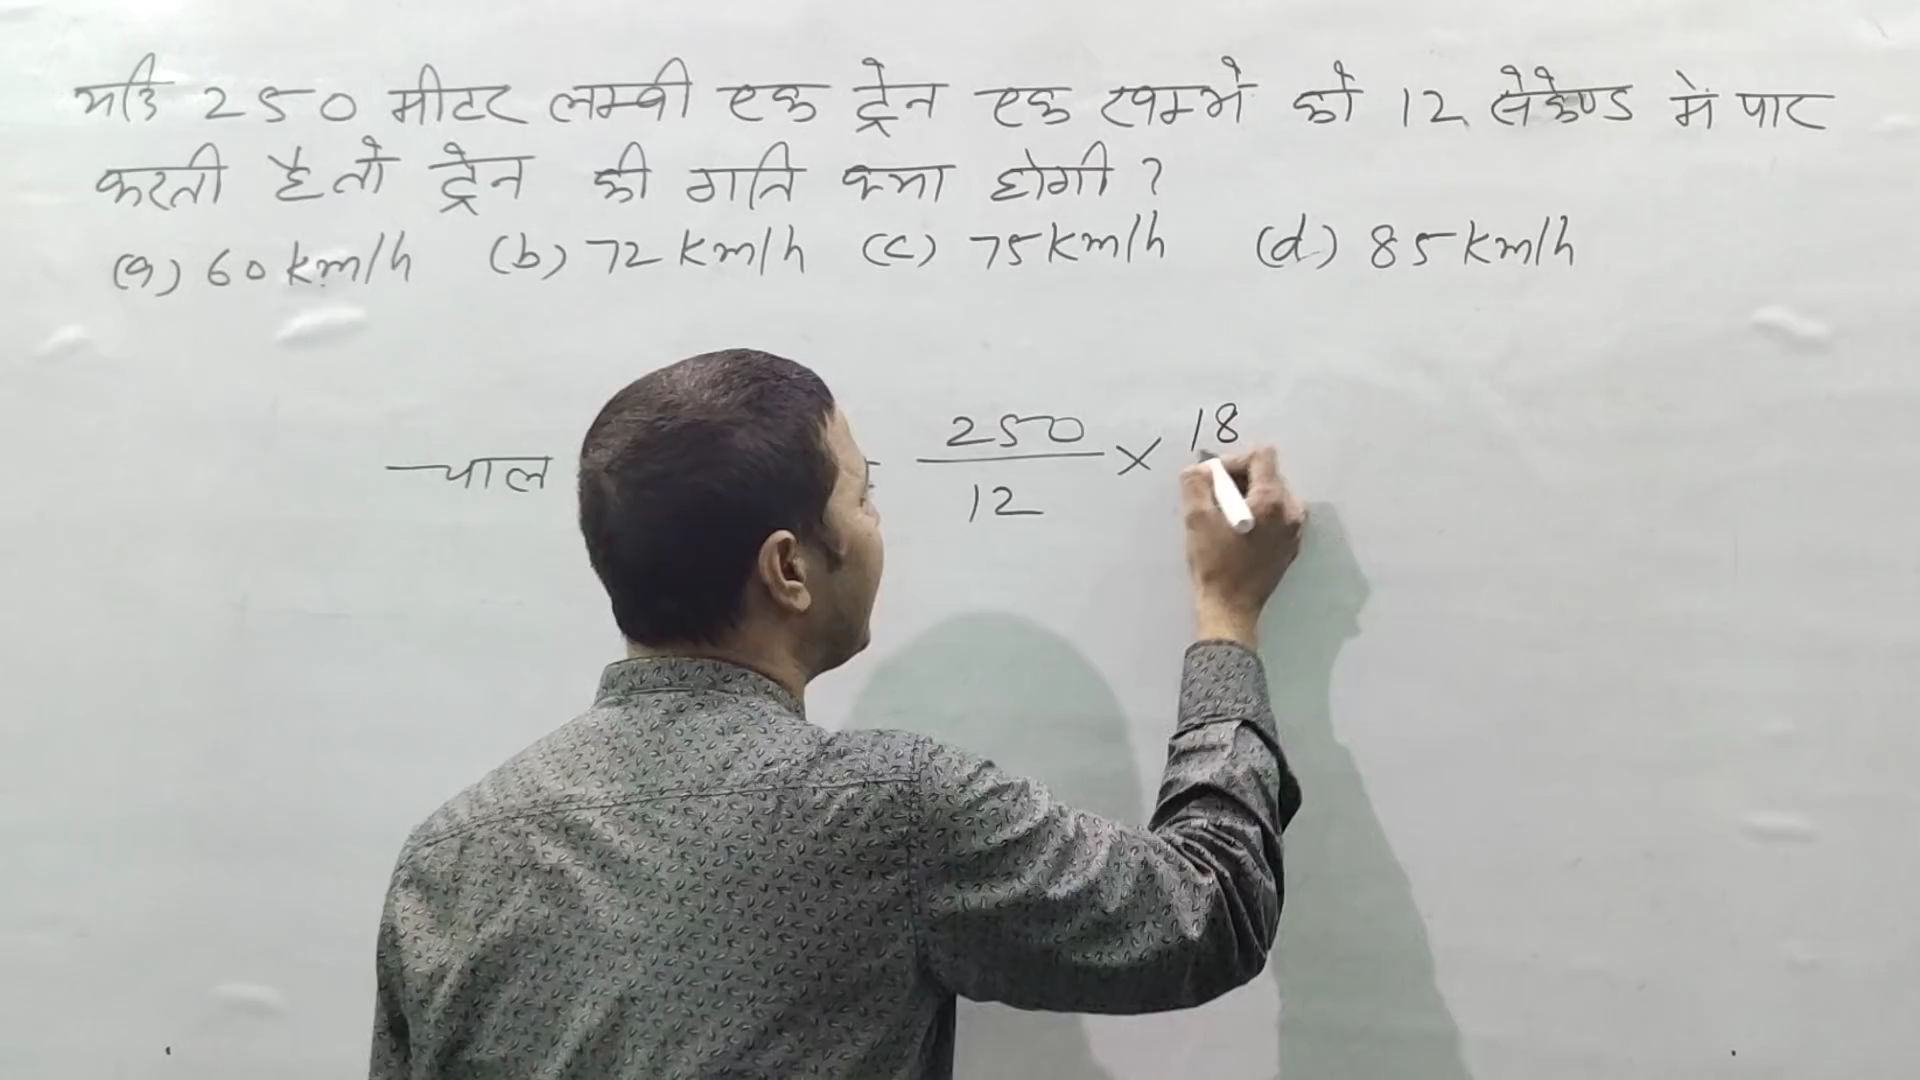 यदि 250 मीटर लम्बी एक ट्रेन एक खम्भे को 12 सेकेण्ड में पार
करती है तो ट्रेन की गति क्या होगी ?
(a) 60 km/h (b) 72 km/h (c) 75 km/h (d) 85 km/h
चाल = 250/12 × 18